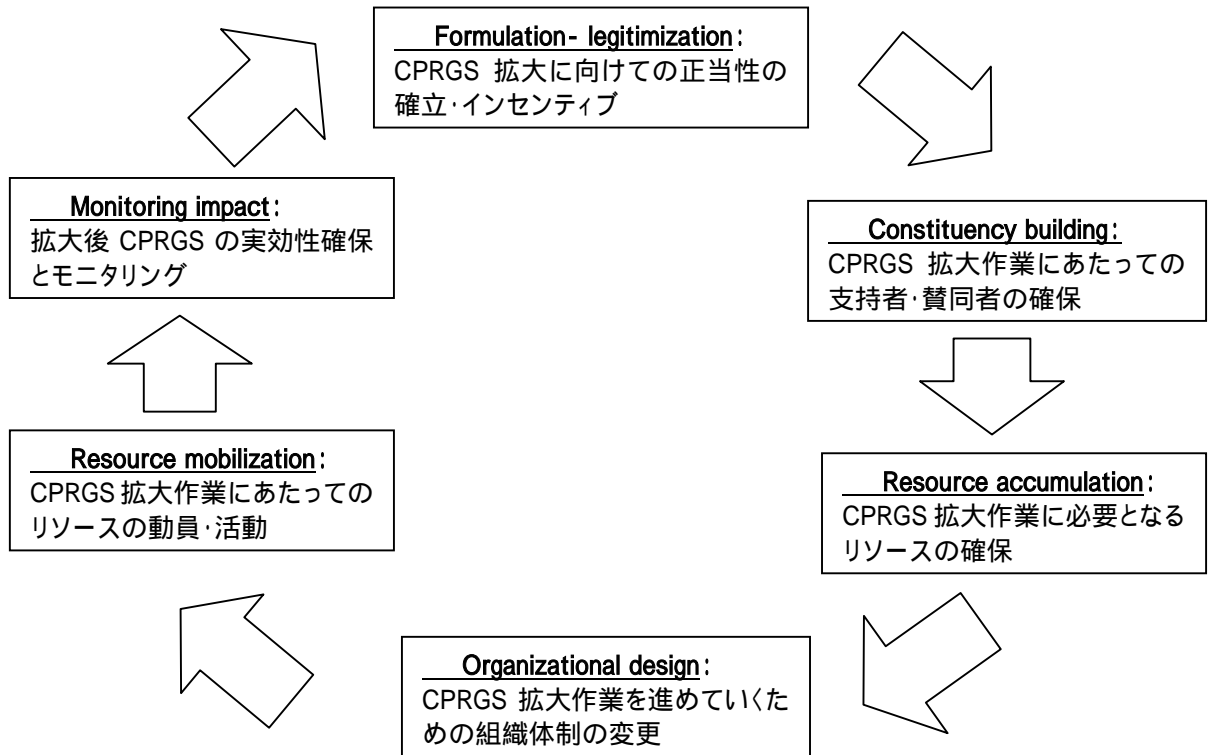 Formulation- legitimization:
CPRGS 拡大に向けての正当性の
確立･インセンティブ
Constituency building:
CPRGS 拡大作業にあたっての
支持者･賛同者の確保
Resource accumulation:
CPRGS 拡大作業に必要となる
リソースの確保
Organizational design:
CPRGS 拡大作業を進めていくた
めの組織体制の変更
Resource mobilization:
CPRGS 拡大作業にあたっての
リソースの動員･活動
Monitoring impact:
拡大後 CPRGS の実効性確保
とモニタリング